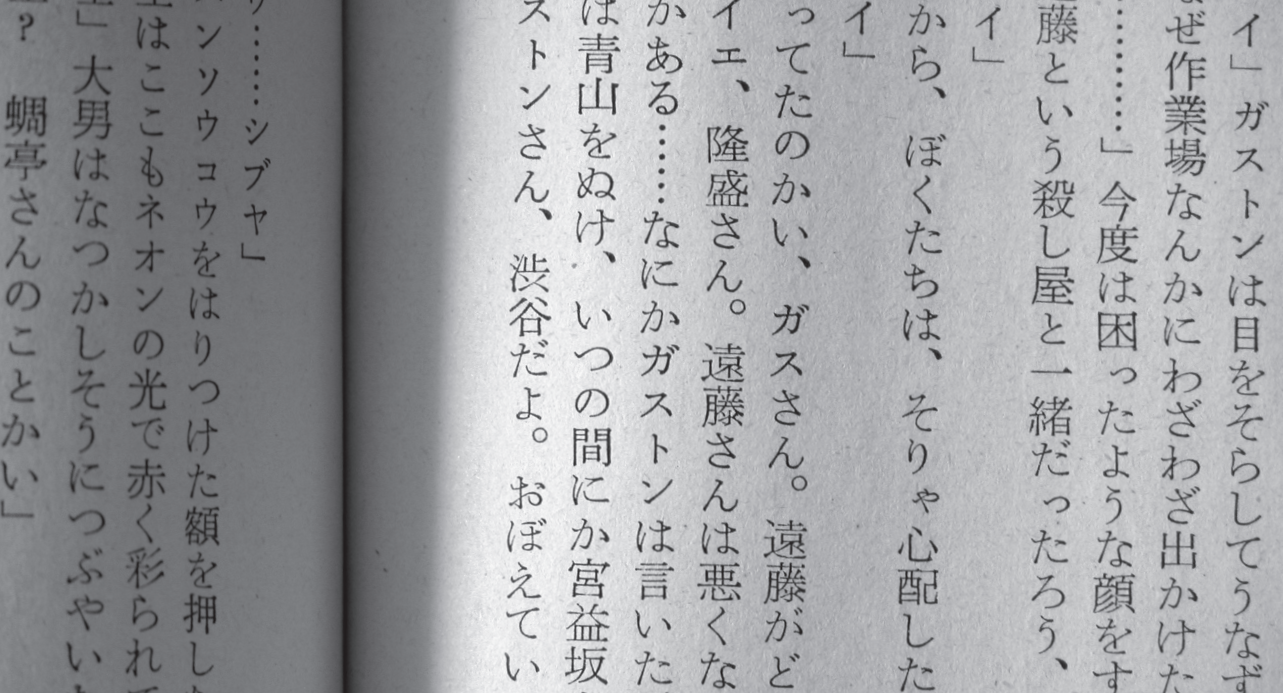 イ」ガストンは目をそらしてうなず
ぜ作業場なんかにわざわざ出かけた
…………」今度は困ったような顔をす
藤という殺し屋と一緒だったろう、
イ」
から、ぼくたちは、そりゃ心配した
イ」
ってたのかい、ガスさん。遠藤がど
イエ、隆盛さん。遠藤さんは悪くな
かある……なにかガストンは言いた
は青山をぬけ、いつの間にか宮益坂
ストンさん、渋谷だよ。おぼえてい
……シブヤ」
ンソウコウをはりつけた額を押し
はここもネオンの光で赤く彩られて
」大男はなつかしそうにつぶやい
? 蜩亭さんのことかい」